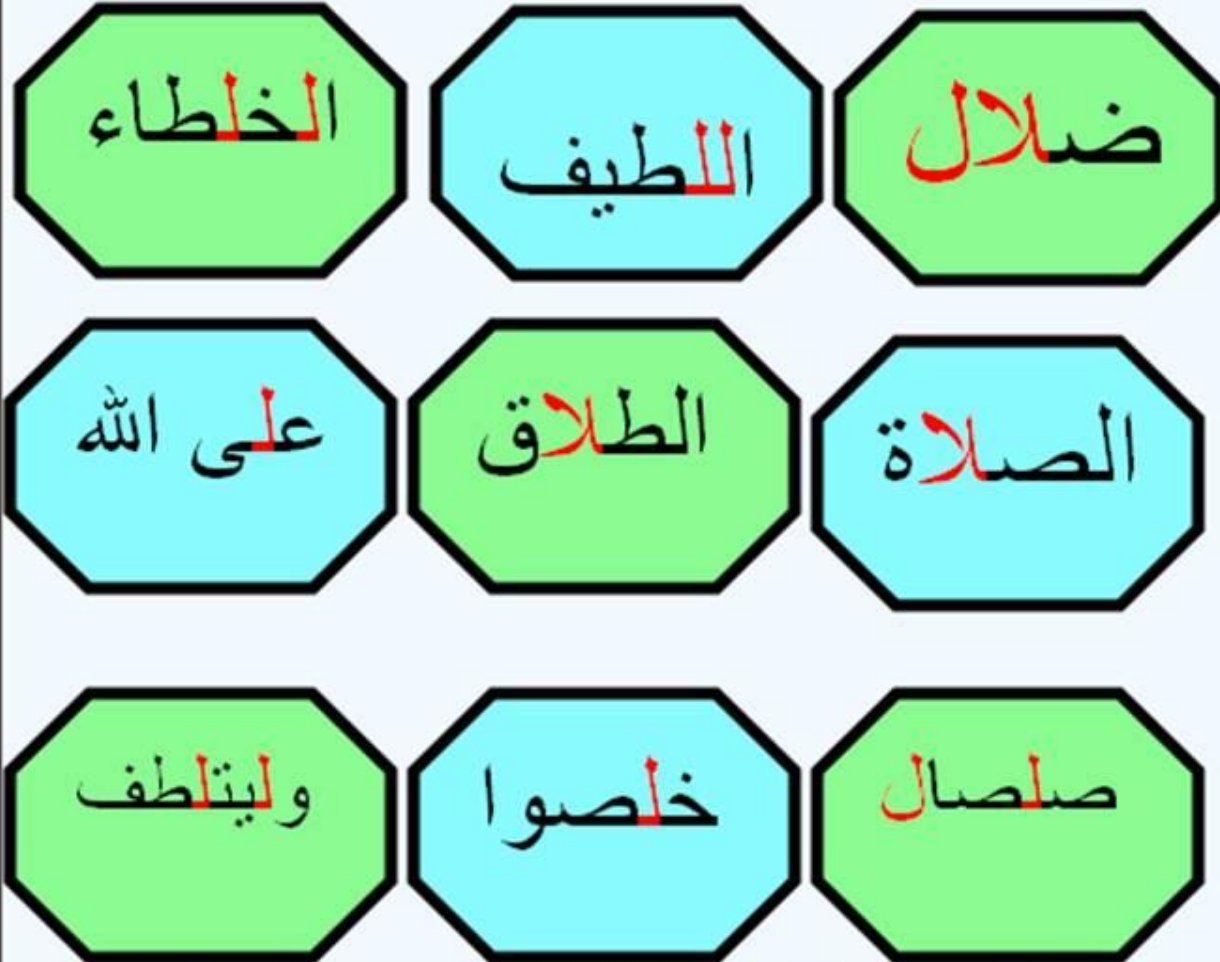 ضلال
اللطيف
الخلطاء
الصلاة
الطلاق
على الله
صلصال
خلصوا
وليتلطف